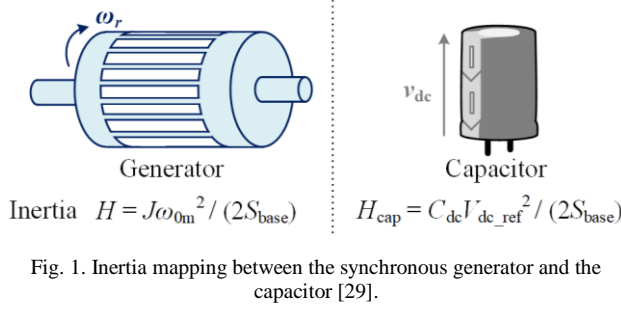 ωr
vdc
Generator
Capacitor
Inertia H = Jω0m² / (2Sbase)
Hcap = CdcVdc_ref² / (2Sbase)
Fig. 1. Inertia mapping between the synchronous generator and the
capacitor [29].